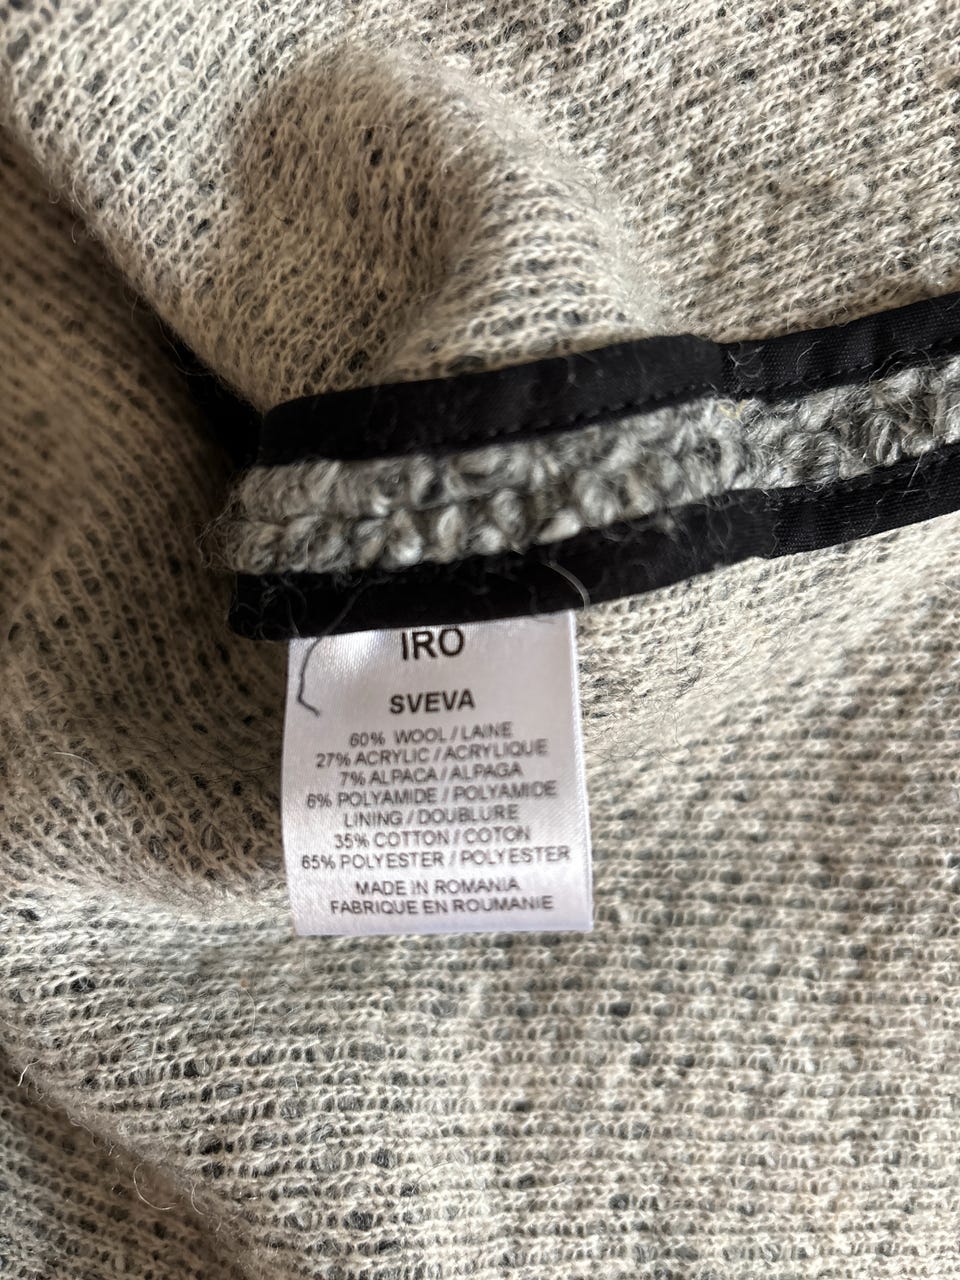 IRO
SVEVA
60% WOOL / LAINE
27% ACRYLIC / ACRYLIQUE
7% ALPACA / ALPAGA
6% POLYAMIDE / POLYAMIDE
LINING / DOUBLURE
35% COTTON / COTON
65% POLYESTER / POLYESTER
MADE IN ROMANIA
FABRIQUE EN ROUMANIE